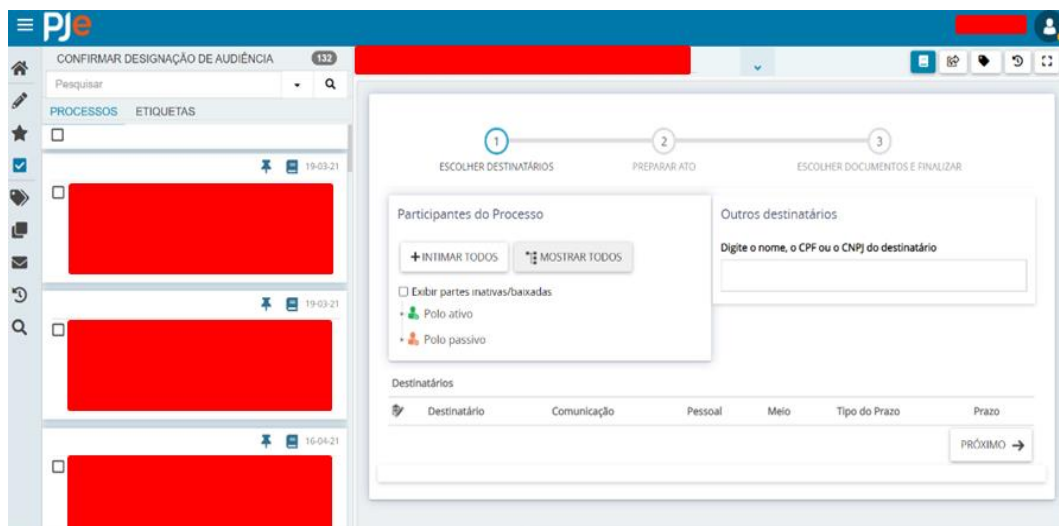 PJe
CONFIRMAR DESIGNAÇÃO DE AUDIÊNCIA 132
Pesquisar
PROCESSOS ETIQUETAS
19-03-21
19-03-21
16-04-21
1 2 3
ESCOLHER DESTINATÁRIOS PREPARAR ATO ESCOLHER DOCUMENTOS E FINALIZAR
Participantes do Processo
+ INTIMAR TODOS MOSTRAR TODOS
Exibir partes inativas/baixadas
Polo ativo
Polo passivo
Outros destinatários
Digite o nome, o CPF ou o CNPJ do destinatário
Destinatários
Destinatário Comunicação Pessoal Meio Tipo do Prazo Prazo
PRÓXIMO →